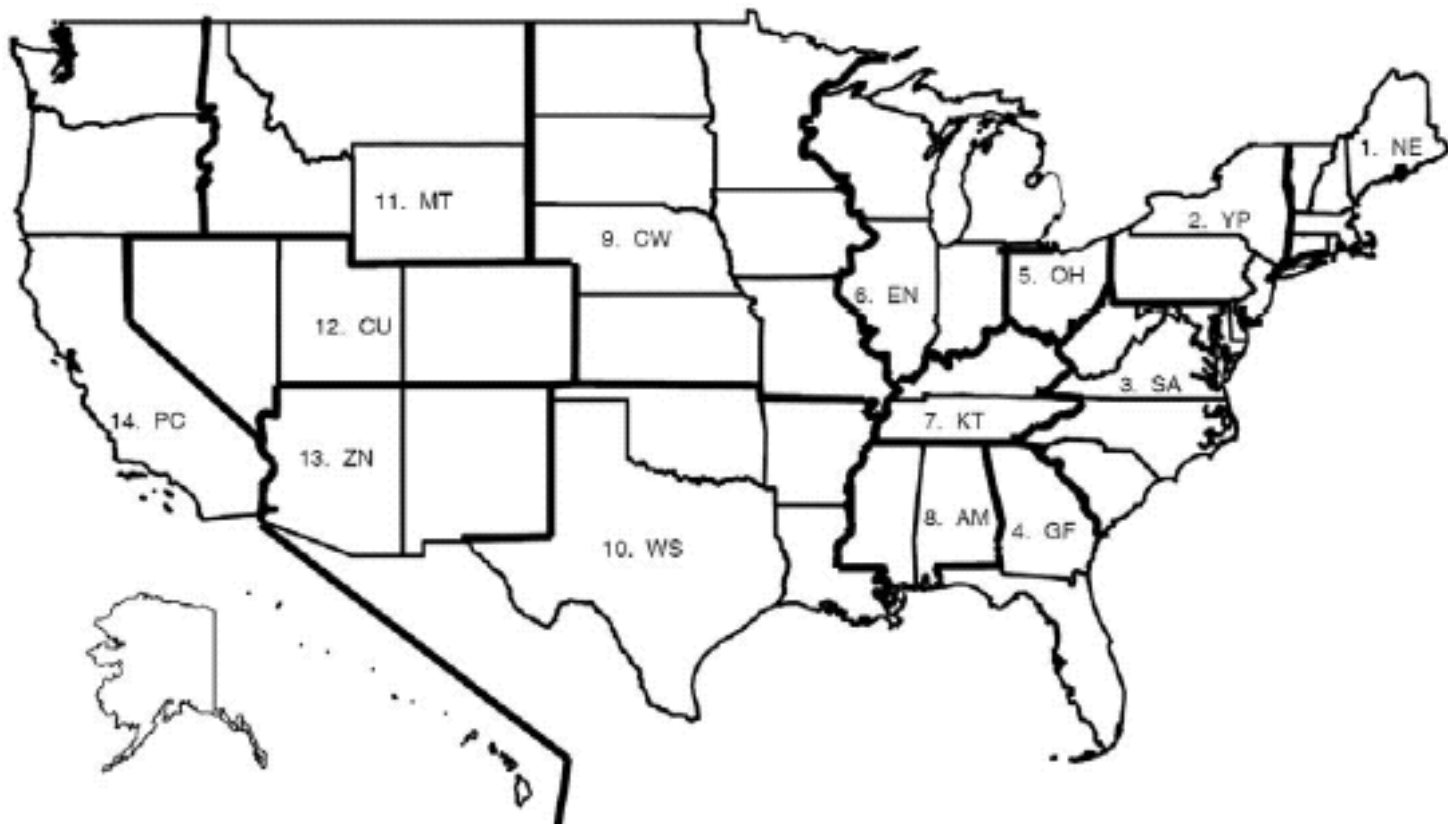 1. NE
2. YP
11. MT
9. CW
5. OH
6. EN
12. CU
3. SA
14. PC
7. KT
13. ZN
8. AM
4. GF
10. WS